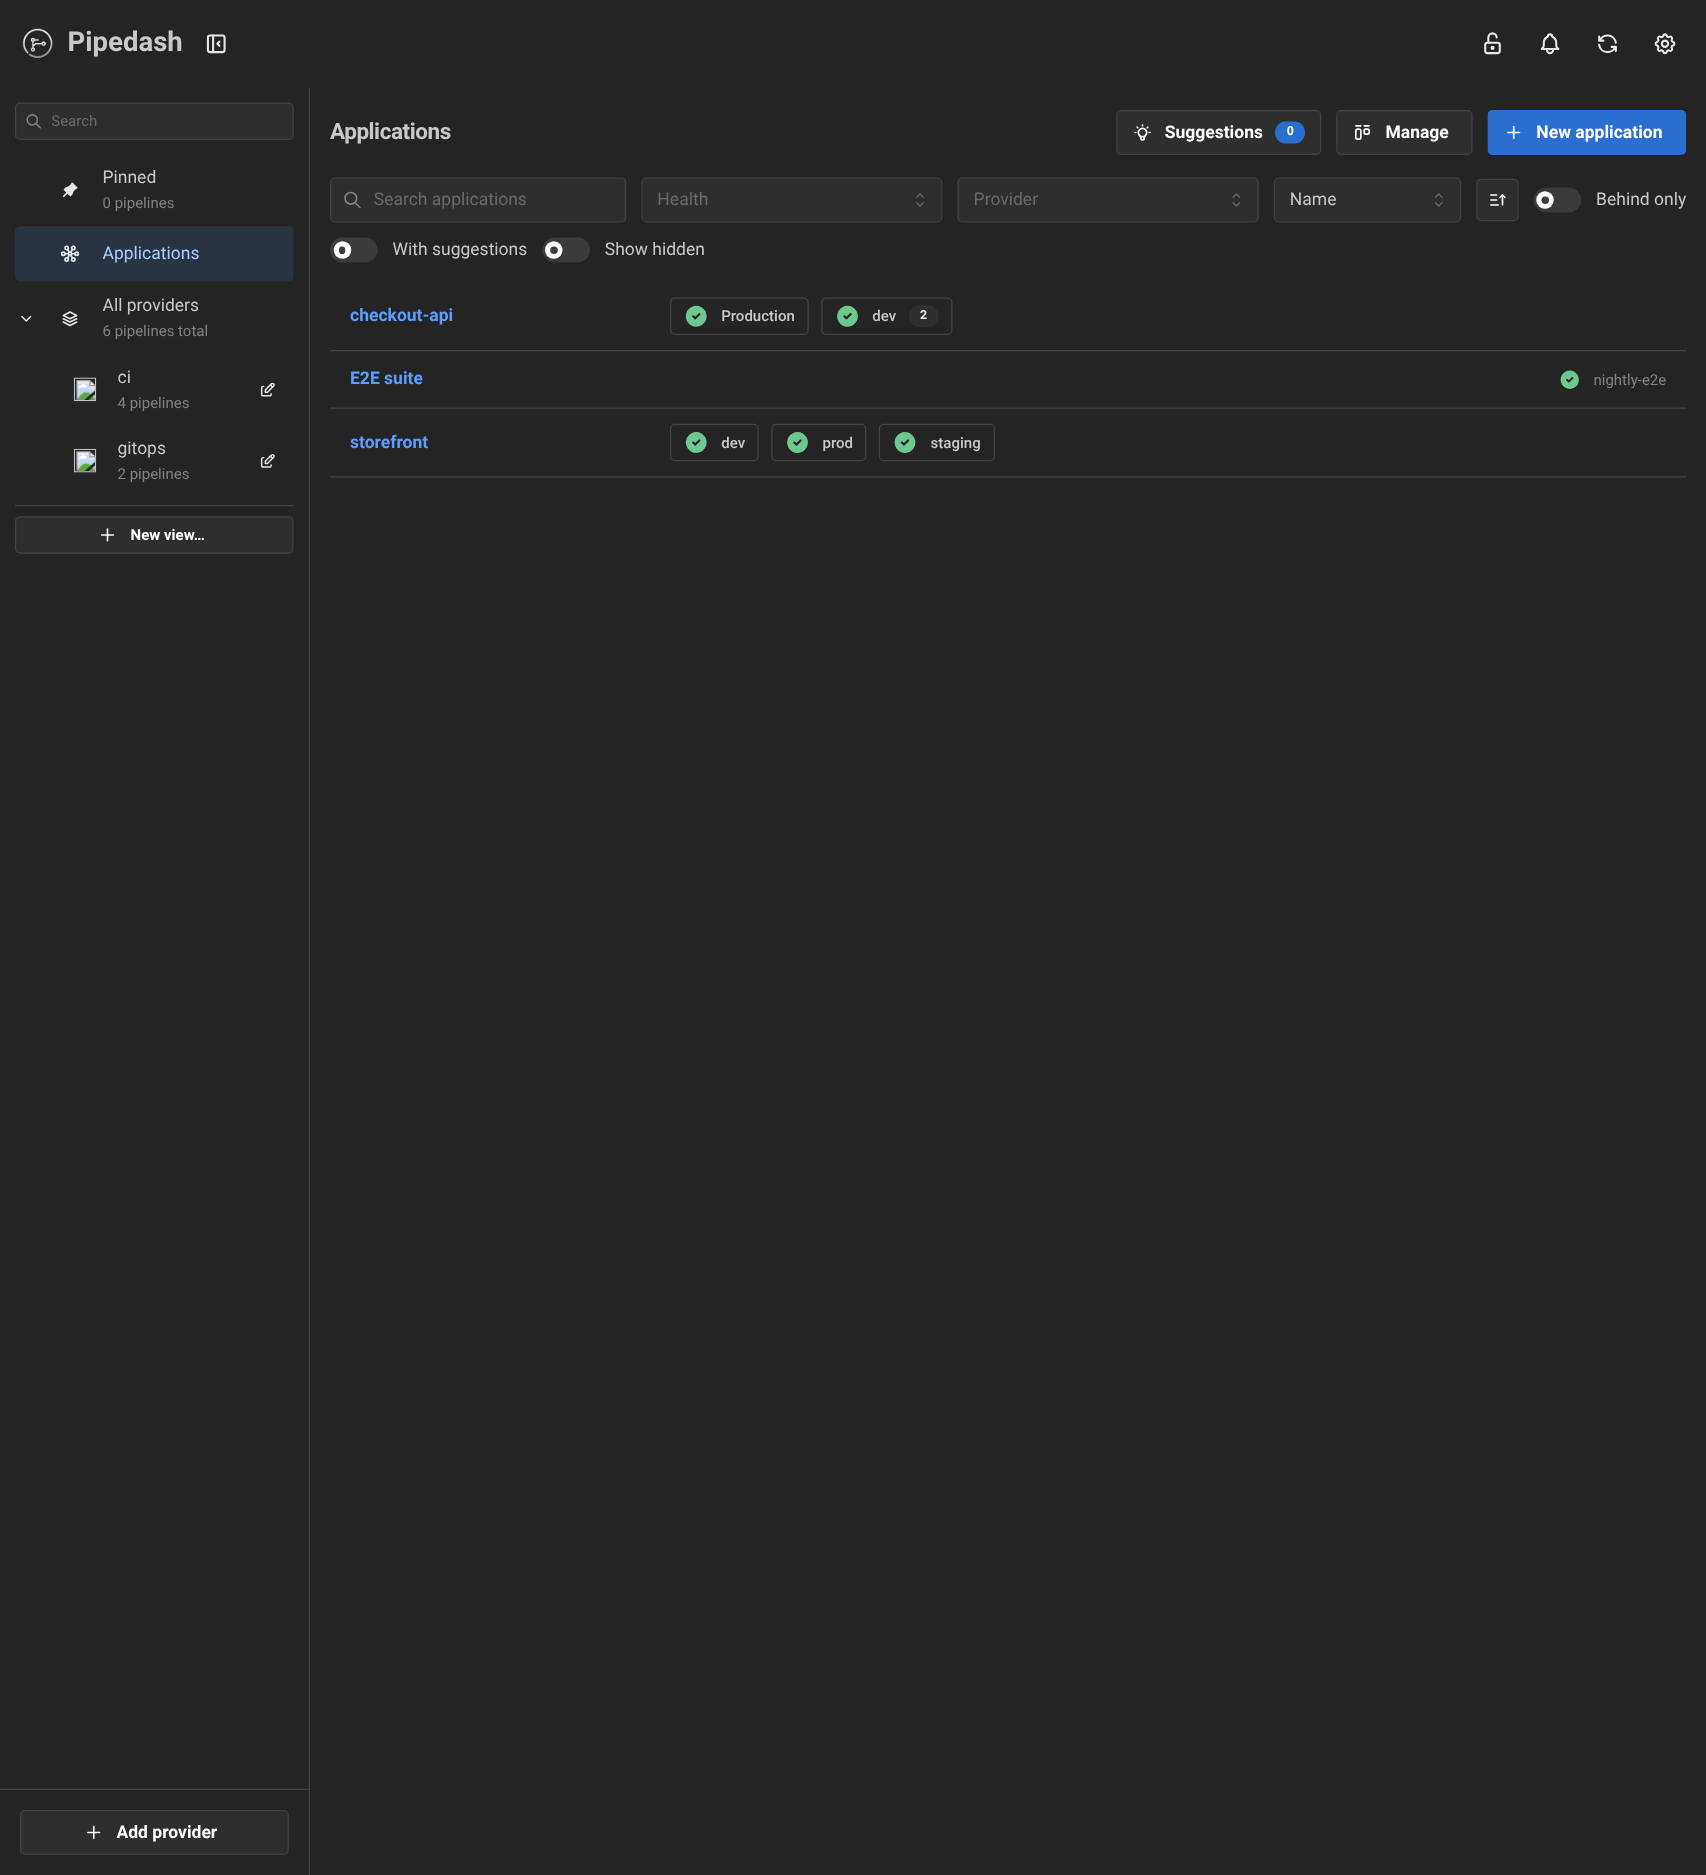 Pipedash
Search
Pinned
0 pipelines
Applications
All providers
6 pipelines total
ci
4 pipelines
gitops
2 pipelines
New view...
Add provider
Applications
Suggestions 0
Manage
New application
Search applications
Health
Provider
Name
Behind only
With suggestions
Show hidden
checkout-api
Production
dev 2
E2E suite
nightly-e2e
storefront
dev
prod
staging